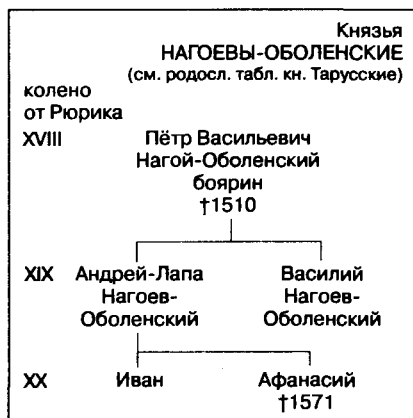 Князья
НАГОЕВЫ-ОБОЛЕНСКИЕ
(см. родосл. табл. кн. Тарусские)
колено
от Рюрика
XVIII Пётр Васильевич
Нагой-Оболенский
боярин
†1510
XIX Андрей-Лапа Василий
Нагоев- Нагоев-
Оболенский Оболенский
XX Иван Афанасий
†1571